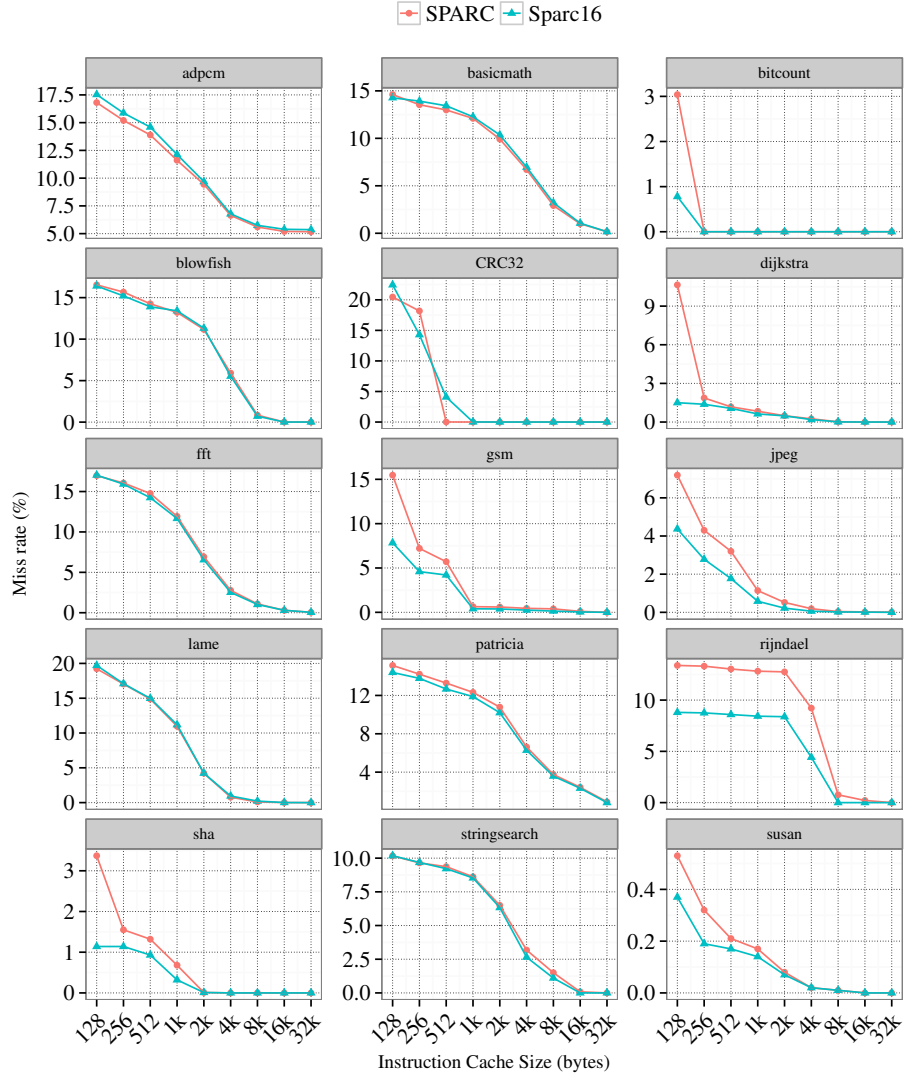 SPARC Sparc16
adpcm basicmath bitcount
17.5 15.0 12.5 10.0 7.5 5.0
15 10 5 0
3 2 1 0
blowfish CRC32 dijkstra
15 10 5 0
20 15 10 5 0
9 6 3 0
fft gsm jpeg
15 10 5 0
15 10 5 0
6 4 2 0
Miss rate (%)
lame patricia rijndael
20 15 10 5 0
12 8 4
10 5 0
sha stringsearch susan
3 2 1 0
10.0 7.5 5.0 2.5 0.0
0.4 0.2 0.0
128 256 512 1k 2k 4k 8k 16k 32k
128 256 512 1k 2k 4k 8k 16k 32k
128 256 512 1k 2k 4k 8k 16k 32k
Instruction Cache Size (bytes)